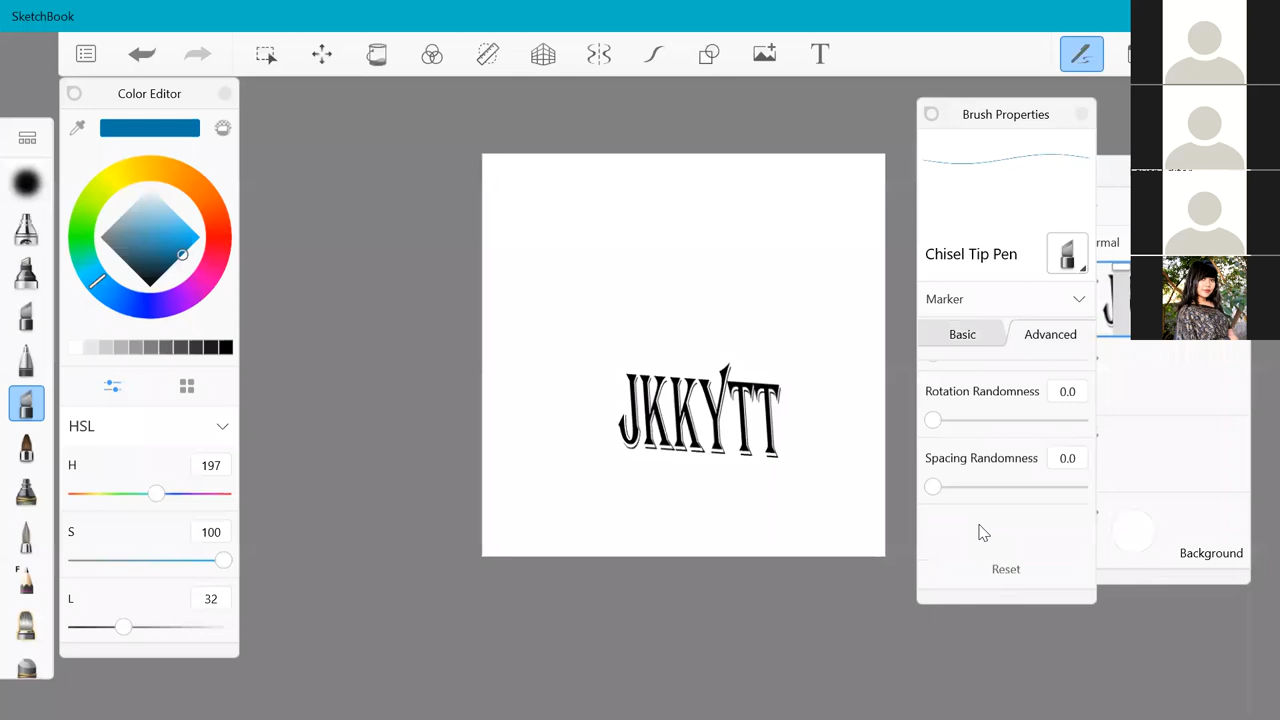 SketchBook
T
Color Editor
Brush Properties
Chisel Tip Pen
rmal
Marker
Basic
Advanced
Rotation Randomness 0.0
Spacing Randomness 0.0
Reset
Background
HSL
H 197
S 100
L 32
F
JKKYTT